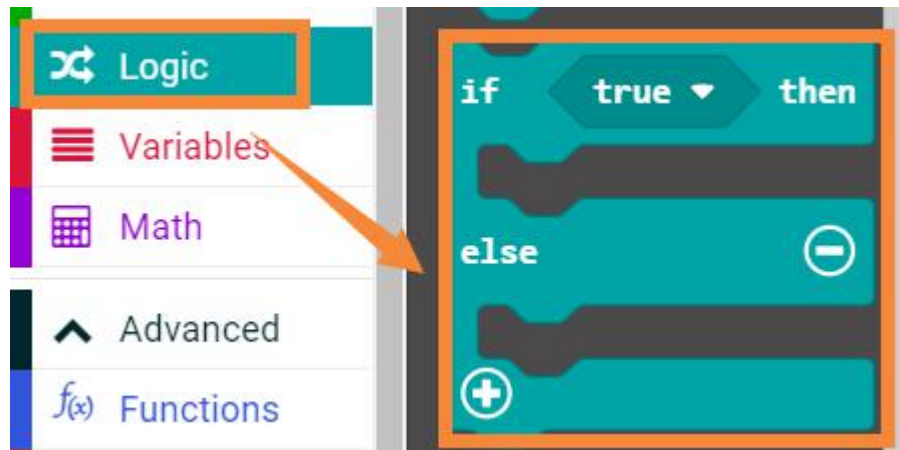 Logic
Variables
Math
Advanced
f(x) Functions
if true then
else